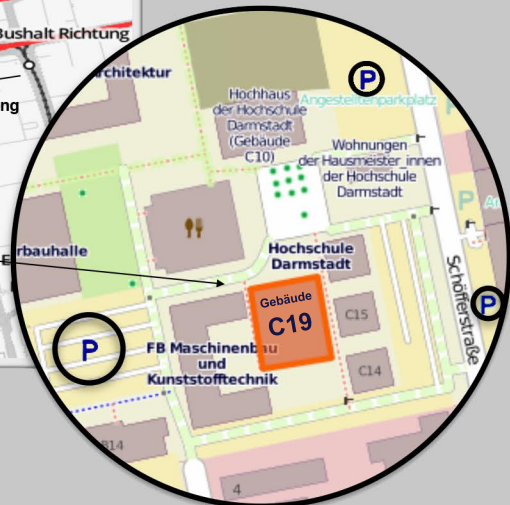 Bushalt Richtung
rchitektur
ng
P
Hochhaus
der Hochschule
Darmstadt
(Gebäude
C10)
Angestelltenparkplatz
Wohnungen
der Hausmeister_innen
der Hochschule
Darmstadt
P
rbauhalle
Hochschule
Darmstadt
E
Gebäude
C19
C15
Schöfferstraße
P
P
FB Maschinenbau
und
Kunststofftechnik
C14
B14
4